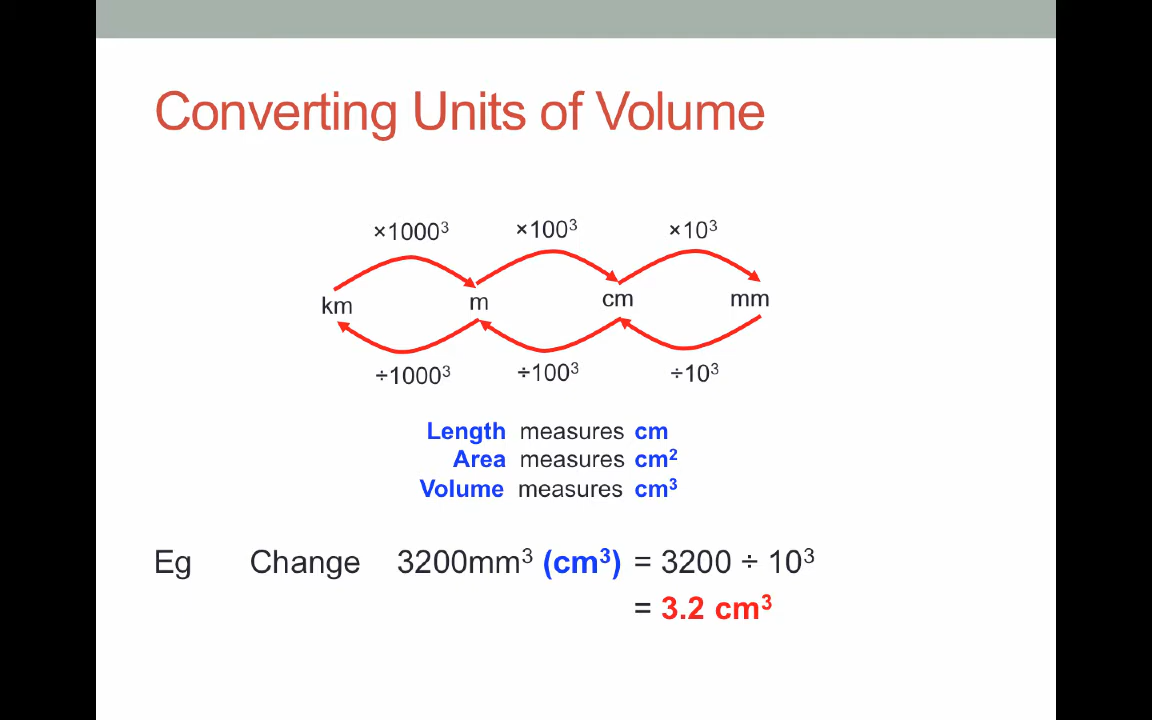 Converting Units of Volume
×1000³ ×100³ ×10³
km m cm mm
÷1000³ ÷100³ ÷10³
Length measures cm
Area measures cm²
Volume measures cm³
Eg Change 3200mm³ (cm³) = 3200 ÷ 10³
= 3.2 cm³